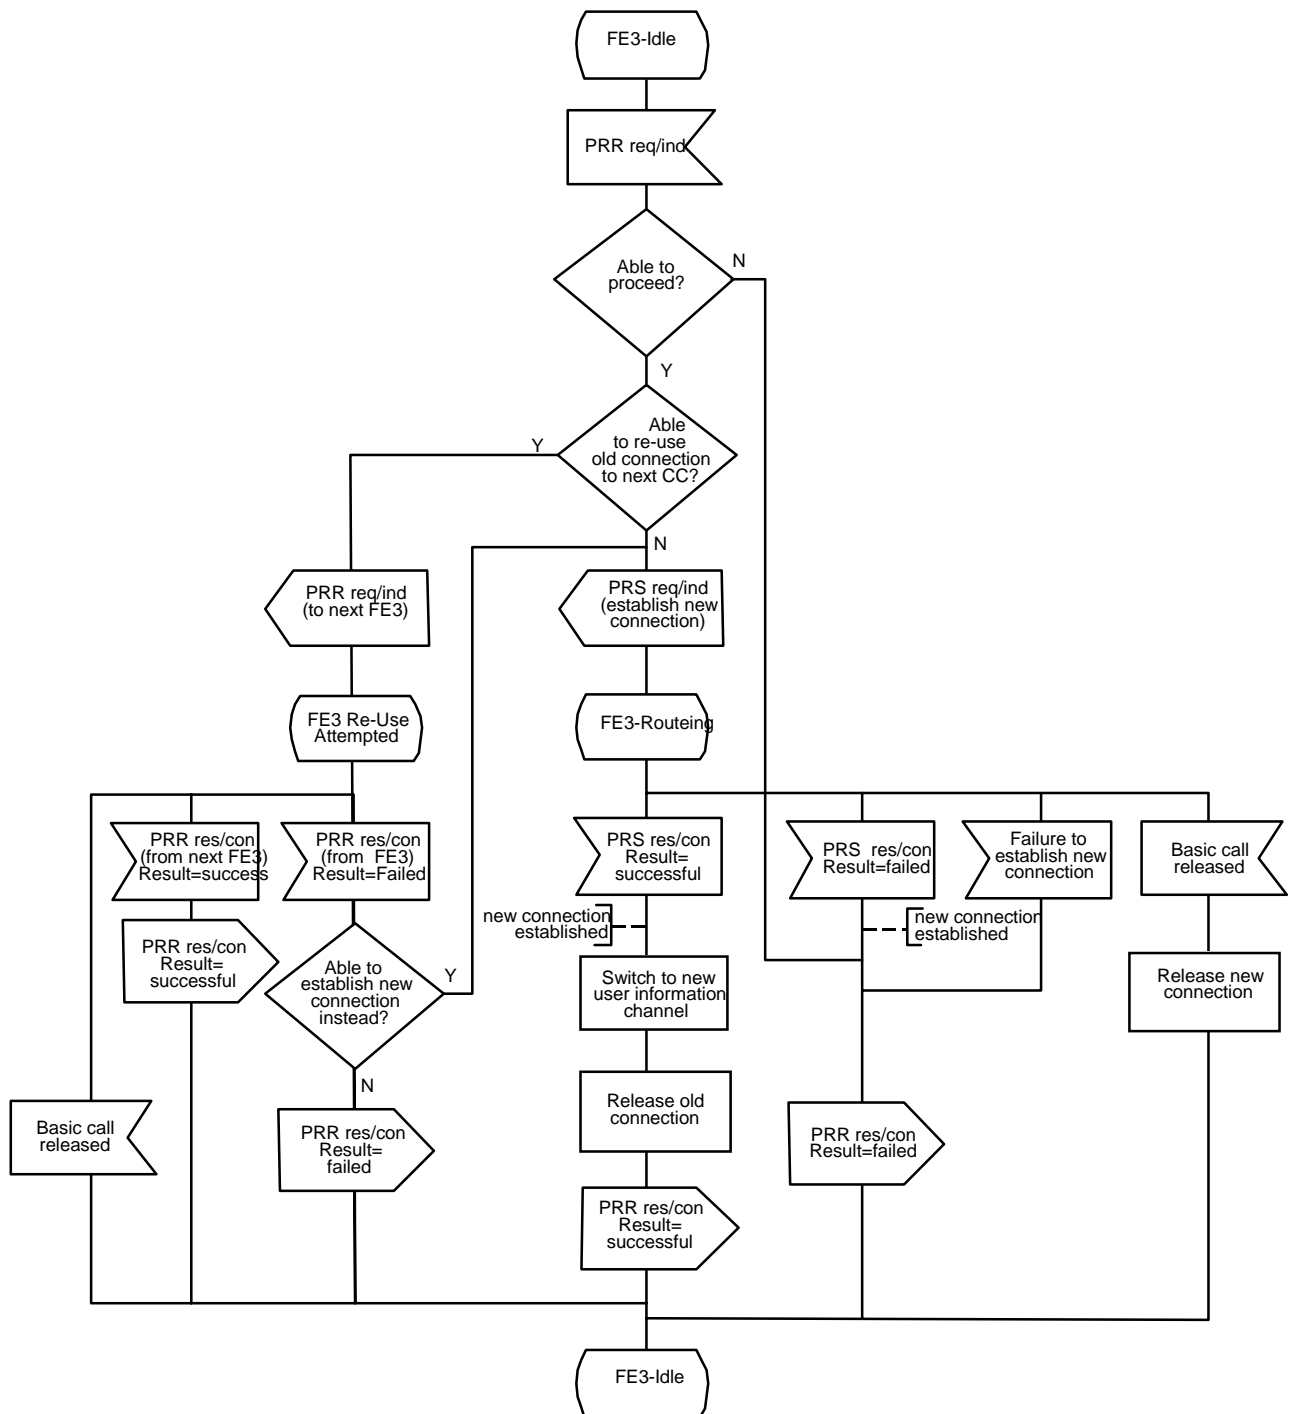 FE3-Idle
PRR req/ind
Able to
proceed?
N
Y
Able
to re-use
old connection
to next CC?
Y
N
PRR req/ind
(to next FE3)
PRS req/ind
(establish new
connection)
FE3 Re-Use
Attempted
FE3-Routeing
PRR res/con
(from next FE3)
Result=success
PRR res/con
(from  FE3)
Result=Failed
PRS res/con
Result=
successful
PRS  res/con
Result=failed
Failure to
establish new
connection
Basic call
released
new connection
established
new connection
established
PRR res/con
Result=
successful
Able to
establish new
connection
instead?
Y
N
Switch to new
user information
channel
Release new
connection
Basic call
released
PRR res/con
Result=
failed
Release old
connection
PRR res/con
Result=failed
PRR res/con
Result=
successful
FE3-Idle